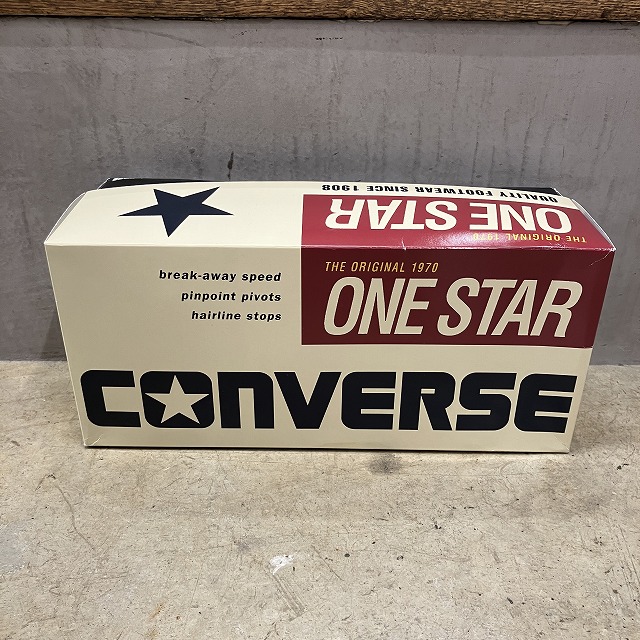 QUALITY FOOTWEAR SINCE 1908
ONE STAR
THE ORIGINAL 1970
break-away speed
pinpoint pivots
hairline stops
THE ORIGINAL 1970
ONE STAR
CONVERSE